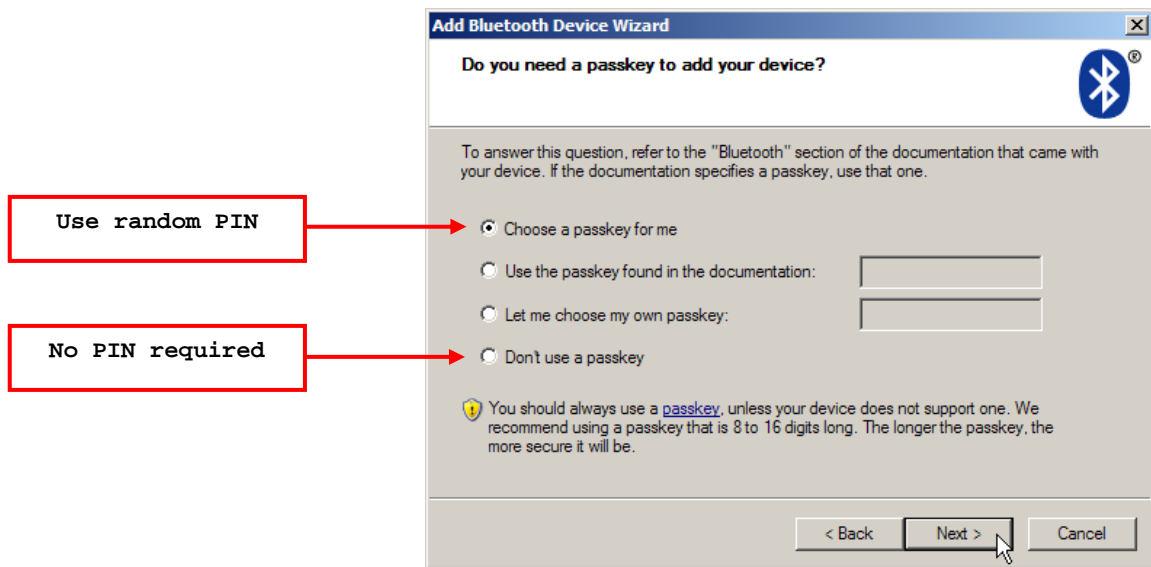 Add Bluetooth Device Wizard
Do you need a passkey to add your device?
®
To answer this question, refer to the "Bluetooth" section of the documentation that came with
your device. If the documentation specifies a passkey, use that one.
Use random PIN
Choose a passkey for me
Use the passkey found in the documentation:
Let me choose my own passkey:
No PIN required
Don't use a passkey
You should always use a passkey, unless your device does not support one. We
recommend using a passkey that is 8 to 16 digits long. The longer the passkey, the
more secure it will be.
< Back
Next >
Cancel